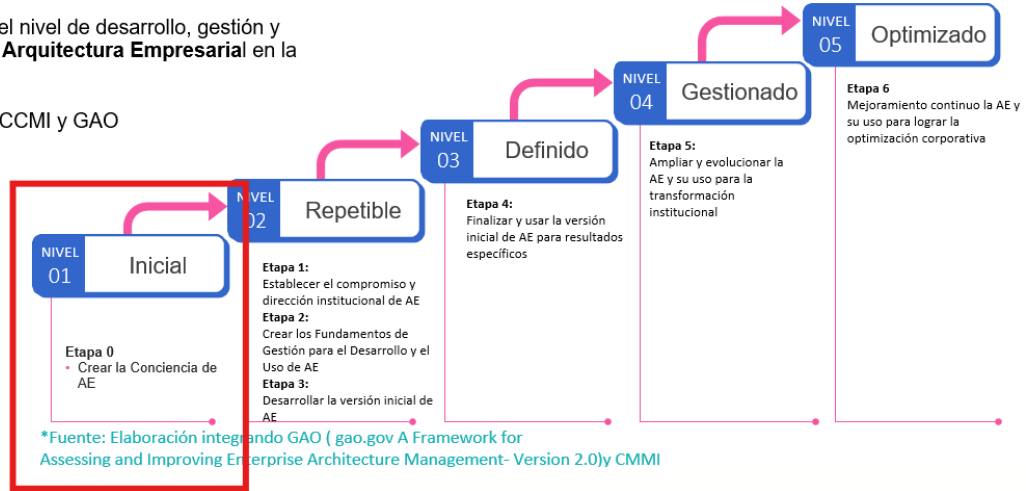 el nivel de desarrollo, gestión y
Arquitectura Empresarial en la
CCMI y GAO
NIVEL
01
Inicial
Etapa 0
• Crear la Conciencia de
AE
NIVEL
02
Repetible
Etapa 1:
Establecer el compromiso y
dirección institucional de AE
Etapa 2:
Crear los Fundamentos de
Gestión para el Desarrollo y el
Uso de AE
Etapa 3:
Desarrollar la versión inicial de
AE
NIVEL
03
Definido
Etapa 4:
Finalizar y usar la versión
inicial de AE para resultados
específicos
NIVEL
04
Gestionado
Etapa 5:
Ampliar y evolucionar la
AE y su uso para la
transformación
institucional
NIVEL
05
Optimizado
Etapa 6
Mejoramiento continuo la AE y
su uso para lograr la
optimización corporativa
*Fuente: Elaboración integrando GAO ( gao.gov A Framework for
Assessing and Improving Enterprise Architecture Management- Version 2.0)y CMMI